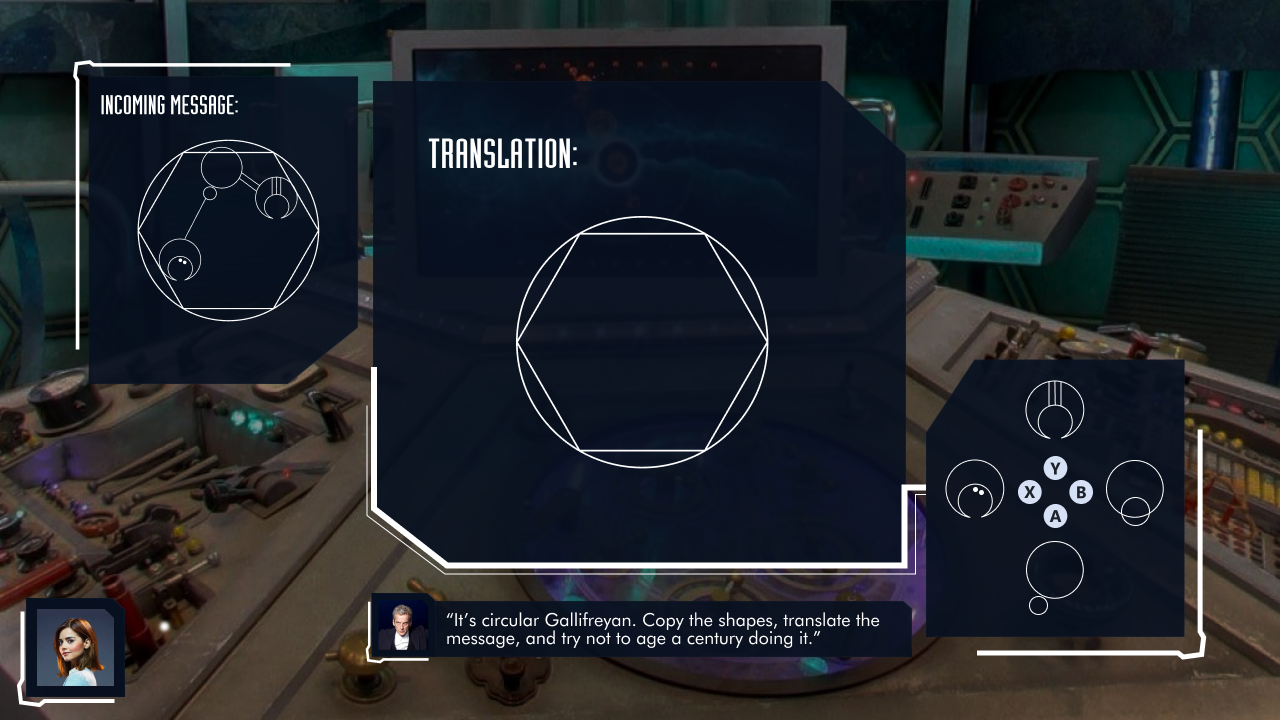 INCOMING MESSAGE:
TRANSLATION:
Y
X
B
A
“It’s circular Gallifreyan. Copy the shapes, translate the
message, and try not to age a century doing it.”